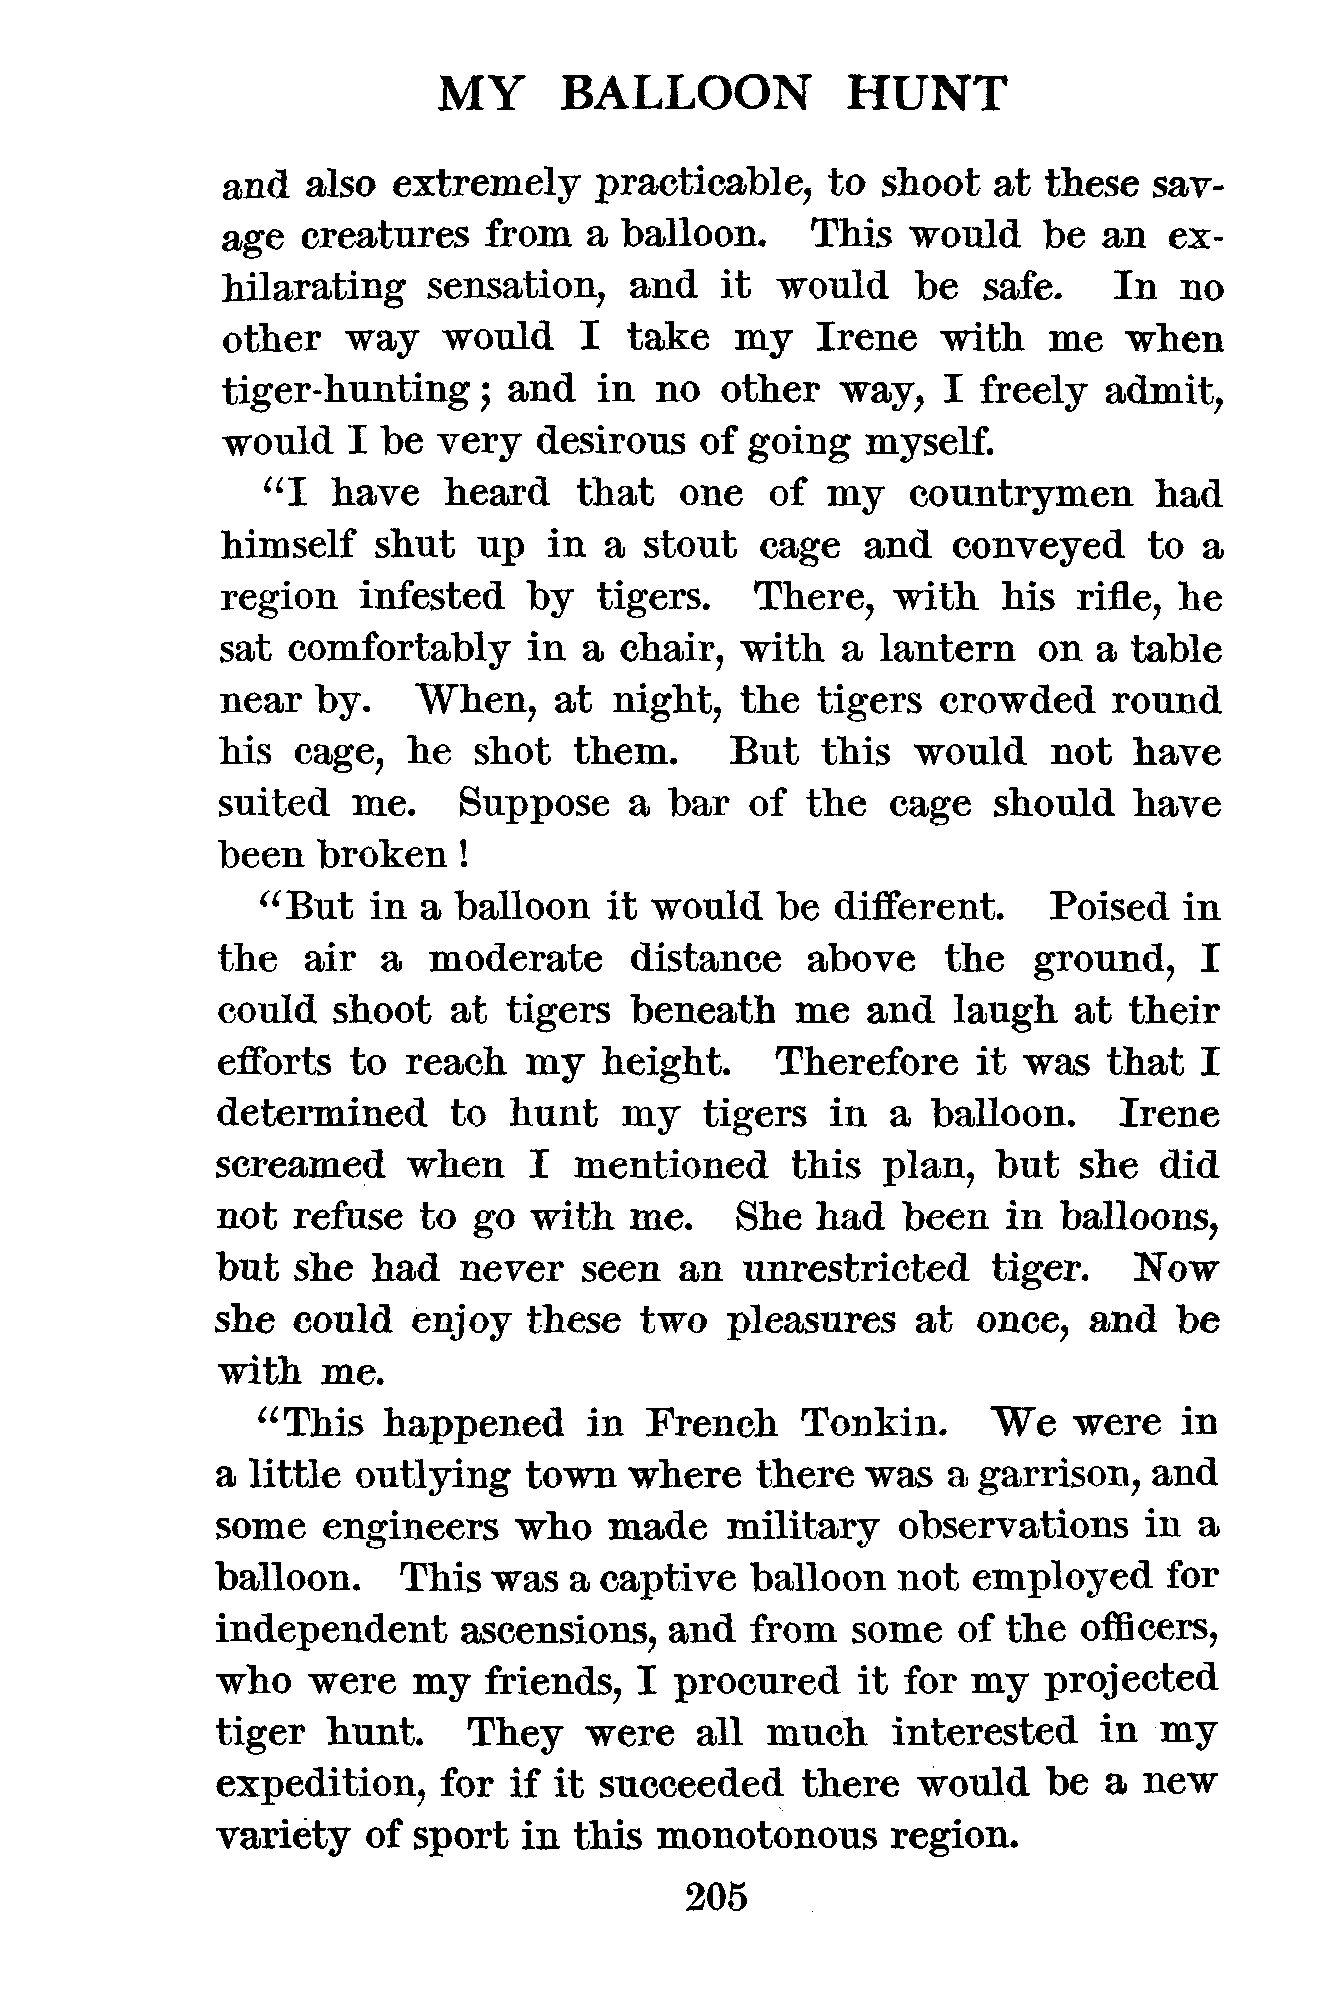 MY BALLOON HUNT
and also extremely practicable, to shoot at these sav-
age creatures from a balloon. This would be an ex-
hilarating sensation, and it would be safe. In no
other way would I take my Irene with me when
tiger-hunting; and in no other way, I freely admit,
would I be very desirous of going myself.
“I have heard that one of my countrymen had
himself shut up in a stout cage and conveyed to a
region infested by tigers. There, with his rifle, he
sat comfortably in a chair, with a lantern on a table
near by. When, at night, the tigers crowded round
his cage, he shot them. But this would not have
suited me. Suppose a bar of the cage should have
been broken!
“But in a balloon it would be different. Poised in
the air a moderate distance above the ground, I
could shoot at tigers beneath me and laugh at their
efforts to reach my height. Therefore it was that I
determined to hunt my tigers in a balloon. Irene
screamed when I mentioned this plan, but she did
not refuse to go with me. She had been in balloons,
but she had never seen an unrestricted tiger. Now
she could enjoy these two pleasures at once, and be
with me.
“This happened in French Tonkin. We were in
a little outlying town where there was a garrison, and
some engineers who made military observations in a
balloon. This was a captive balloon not employed for
independent ascensions, and from some of the officers,
who were my friends, I procured it for my projected
tiger hunt. They were all much interested in my
expedition, for if it succeeded there would be a new
variety of sport in this monotonous region.
205